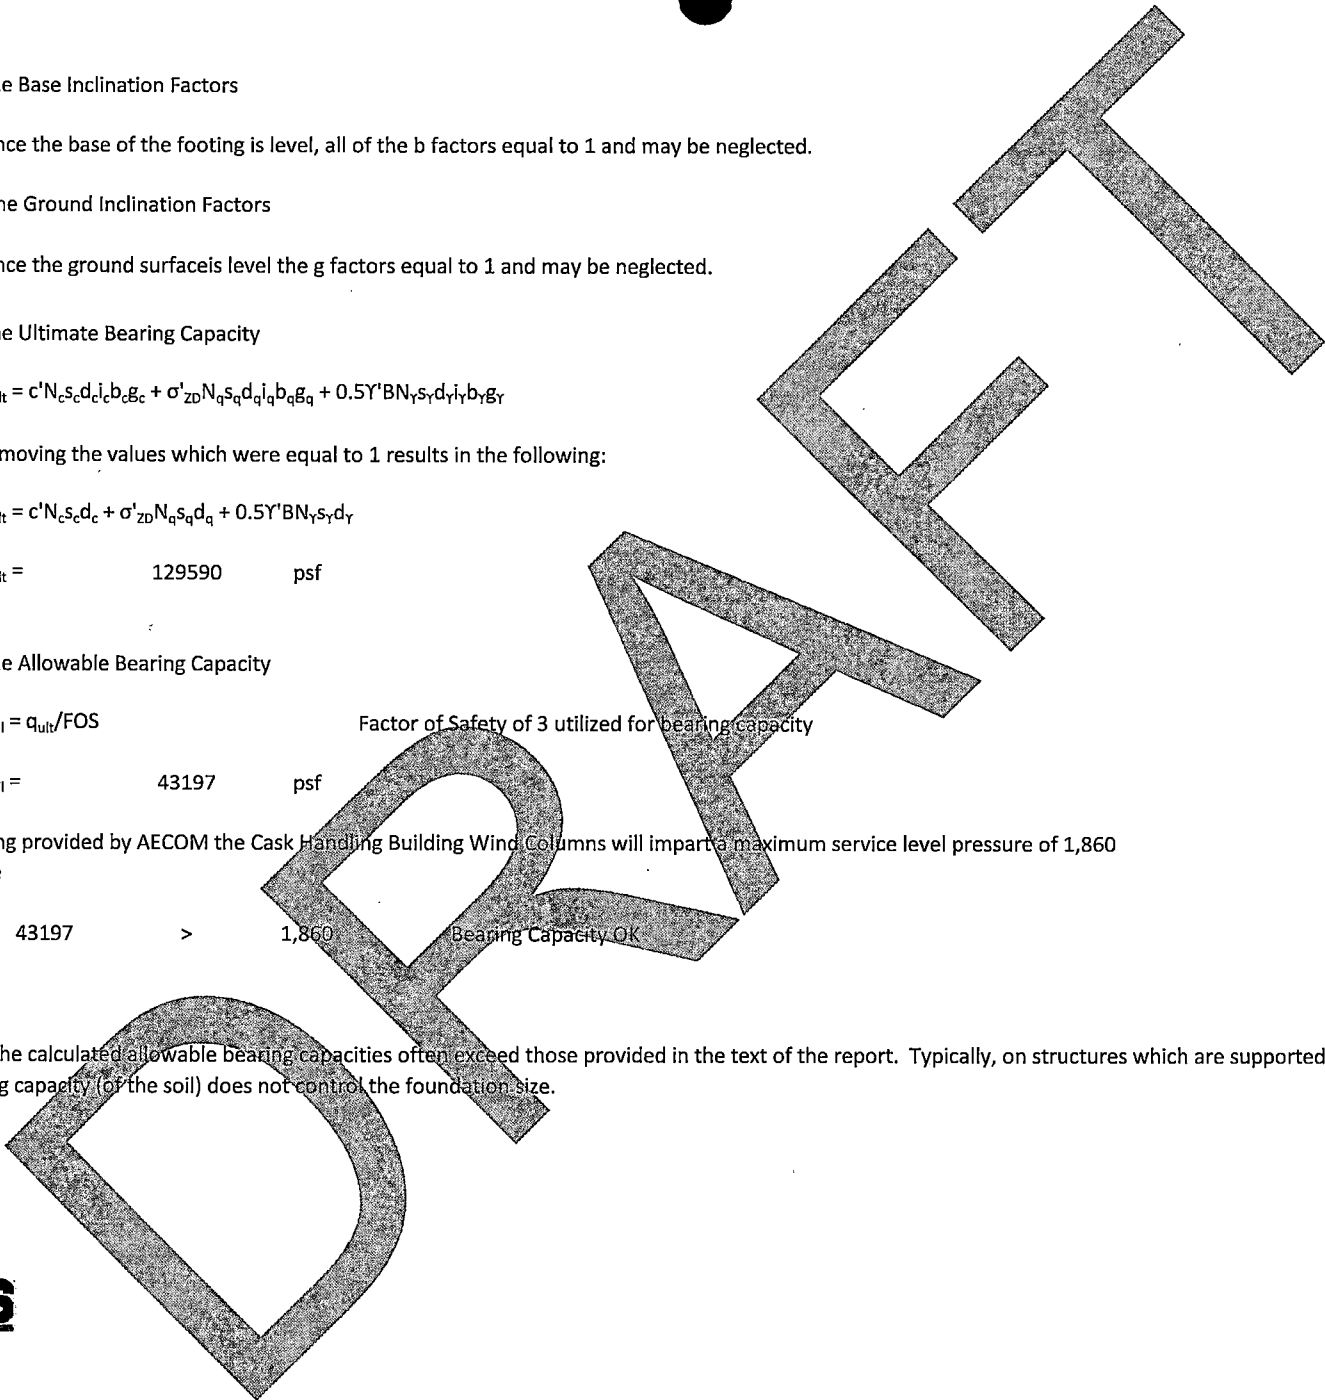 e Base Inclination Factors
nce the base of the footing is level, all of the b factors equal to 1 and may be neglected.
ne Ground Inclination Factors
nce the ground surfaceis level the g factors equal to 1 and may be neglected.
e Ultimate Bearing Capacity
lt = c'Ncscdcicbcgc + σ'ZDNqsqdqiqbqgq + 0.5ϒ'BNϒsϒdϒiϒbϒgϒ
moving the values which were equal to 1 results in the following:
lt = c'Ncscdc + σ'ZDNqsqdq + 0.5ϒ'BNϒsϒdϒ
lt = 129590 psf
e Allowable Bearing Capacity
l = qult/FOS Factor of Safety of 3 utilized for bearing capacity
l = 43197 psf
ng provided by AECOM the Cask Handling Building Wind Columns will impart a maximum service level pressure of 1,860
43197 > 1,860 Bearing Capacity OK
he calculated allowable bearing capacities often exceed those provided in the text of the report. Typically, on structures which are supported
g capacity (of the soil) does not control the foundation size.
S
DRAFT